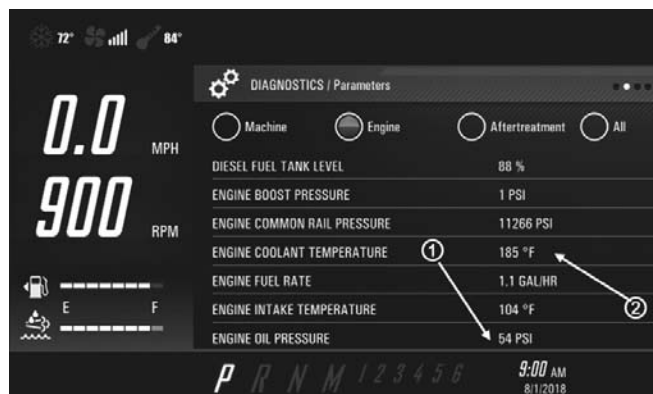 72° 84°
DIAGNOSTICS / Parameters
Machine Engine Aftertreatment All
0.0 MPH
900 RPM
DIESEL FUEL TANK LEVEL 88 %
ENGINE BOOST PRESSURE 1 PSI
ENGINE COMMON RAIL PRESSURE 11266 PSI
ENGINE COOLANT TEMPERATURE 1 185 °F
ENGINE FUEL RATE 1.1 GAL/HR
ENGINE INTAKE TEMPERATURE 104 °F 2
ENGINE OIL PRESSURE 54 PSI
E F
P R N M 1 2 3 4 5 6
9:00 AM
8/1/2018